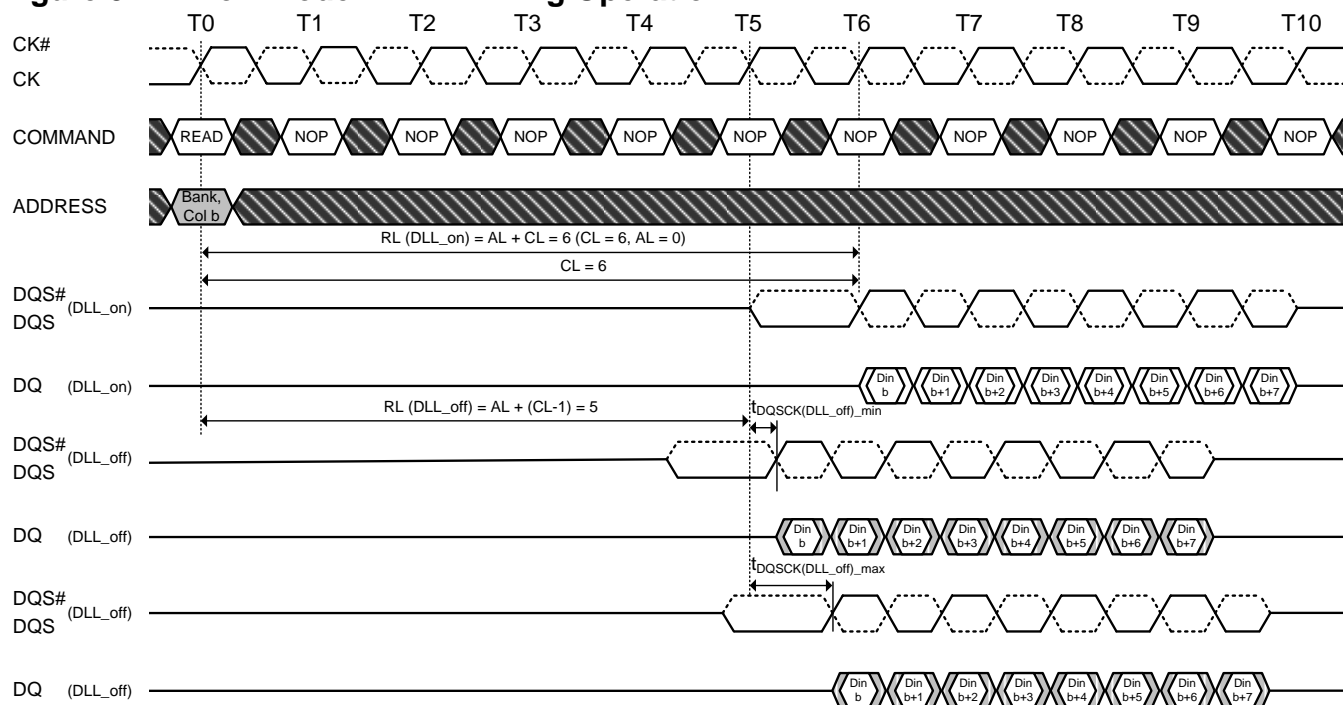 T0 T1 T2 T3 T4 T5 T6 T7 T8 T9 T10
CK#
CK
COMMAND READ NOP NOP NOP NOP NOP NOP NOP NOP NOP NOP
ADDRESS Bank,
Col b
RL (DLL_on) = AL + CL = 6 (CL = 6, AL = 0)
CL = 6
DQS# (DLL_on)
DQS
DQ (DLL_on) Din Din Din Din Din Din Din Din
b b+1 b+2 b+3 b+4 b+5 b+6 b+7
RL (DLL_off) = AL + (CL-1) = 5 tDQSCK(DLL_off)_min
DQS# (DLL_off)
DQS
DQ (DLL_off) Din Din Din Din Din Din Din Din
b b+1 b+2 b+3 b+4 b+5 b+6 b+7
tDQSCK(DLL_off)_max
DQS# (DLL_off)
DQS
DQ (DLL_off) Din Din Din Din Din Din Din Din
b b+1 b+2 b+3 b+4 b+5 b+6 b+7